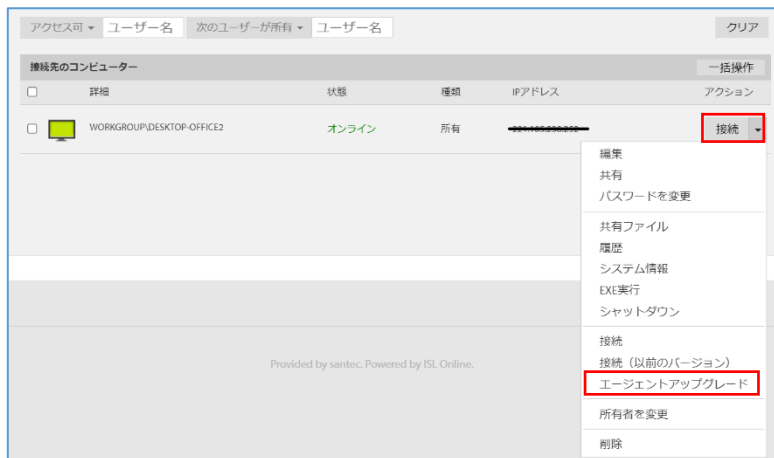 アクセス可 ユーザー名 次のユーザーが所有 ユーザー名 クリア
接続先のコンピューター 一括操作
詳細 状態 種類 IPアドレス アクション
WORKGROUP\DESKTOP-OFFICE2 オンライン 所有 接続
編集
共有
パスワードを変更
共有ファイル
履歴
システム情報
EXE実行
シャットダウン
接続
接続（以前のバージョン）
エージェントアップグレード
所有者を変更
削除
Provided by santec. Powered by ISL Online.